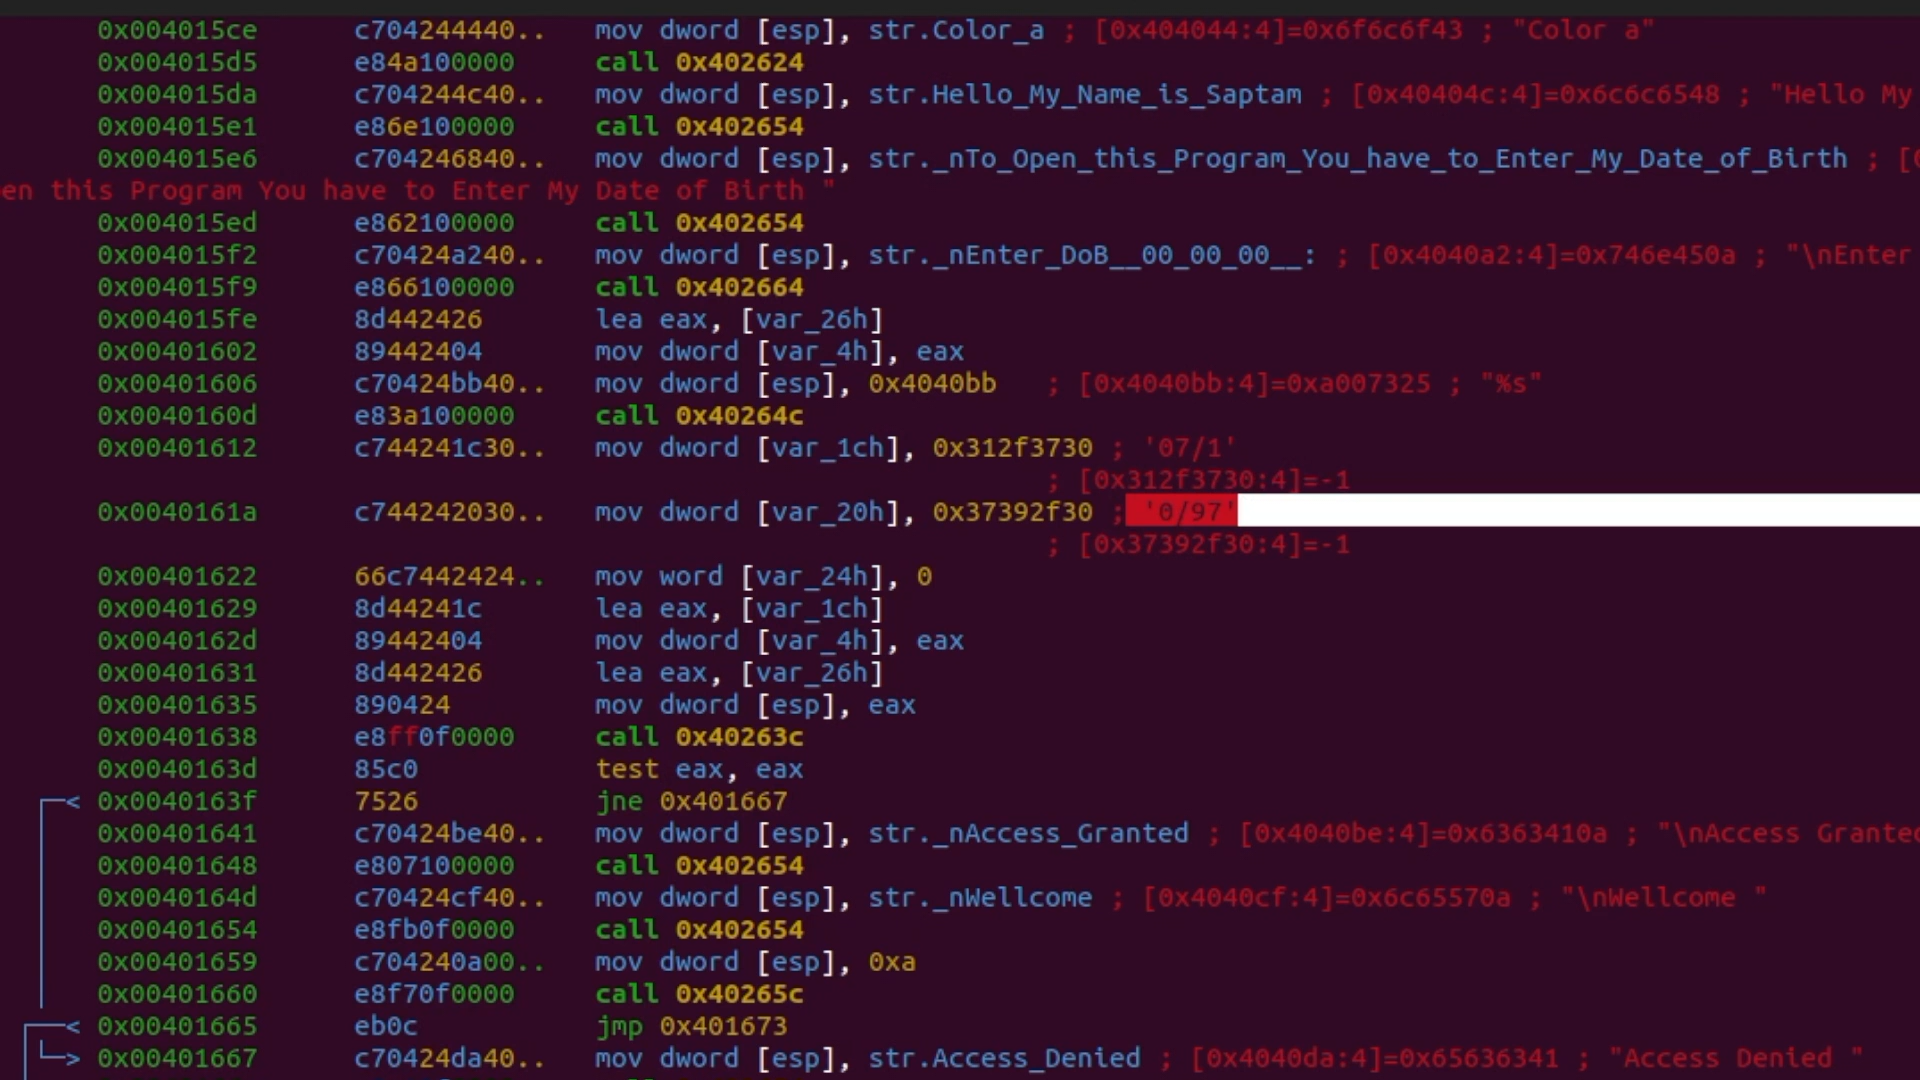 0x004015ce c704244440.. mov dword [esp], str.Color_a ; [0x404044:4]=0x6f6c6f43 ; "Color a"
0x004015d5 e84a100000 call 0x402624
0x004015da c704244c40.. mov dword [esp], str.Hello_My_Name_is_Saptam ; [0x40404c:4]=0x6c6c6548 ; "Hello My
0x004015e1 e86e100000 call 0x402654
0x004015e6 c704246840.. mov dword [esp], str._nTo_Open_this_Program_You_have_to_Enter_My_Date_of_Birth ; [0
en this Program You have to Enter My Date of Birth "
0x004015ed e862100000 call 0x402654
0x004015f2 c70424a240.. mov dword [esp], str._nEnter_DoB__00_00_00__: ; [0x4040a2:4]=0x746e450a ; "\nEnter
0x004015f9 e866100000 call 0x402664
0x004015fe 8d442426 lea eax, [var_26h]
0x00401602 89442404 mov dword [var_4h], eax
0x00401606 c70424bb40.. mov dword [esp], 0x4040bb ; [0x4040bb:4]=0xa007325 ; "%s"
0x0040160d e83a100000 call 0x40264c
0x00401612 c744241c30.. mov dword [var_1ch], 0x312f3730 ; '07/1'
; [0x312f3730:4]=-1
0x0040161a c744242030.. mov dword [var_20h], 0x37392f30 ; '0/97'
; [0x37392f30:4]=-1
0x00401622 66c7442424.. mov word [var_24h], 0
0x00401629 8d44241c lea eax, [var_1ch]
0x0040162d 89442404 mov dword [var_4h], eax
0x00401631 8d442426 lea eax, [var_26h]
0x00401635 890424 mov dword [esp], eax
0x00401638 e8ff0f0000 call 0x40263c
0x0040163d 85c0 test eax, eax
< 0x0040163f 7526 jne 0x401667
0x00401641 c70424be40.. mov dword [esp], str._nAccess_Granted ; [0x4040be:4]=0x6363410a ; "\nAccess Granted
0x00401648 e807100000 call 0x402654
0x0040164d c70424cf40.. mov dword [esp], str._nWellcome ; [0x4040cf:4]=0x6c65570a ; "\nWellcome "
0x00401654 e8fb0f0000 call 0x402654
0x00401659 c704240a00.. mov dword [esp], 0xa
0x00401660 e8f70f0000 call 0x40265c
< 0x00401665 eb0c jmp 0x401673
> 0x00401667 c70424da40.. mov dword [esp], str.Access_Denied ; [0x4040da:4]=0x65636341 ; "Access Denied "